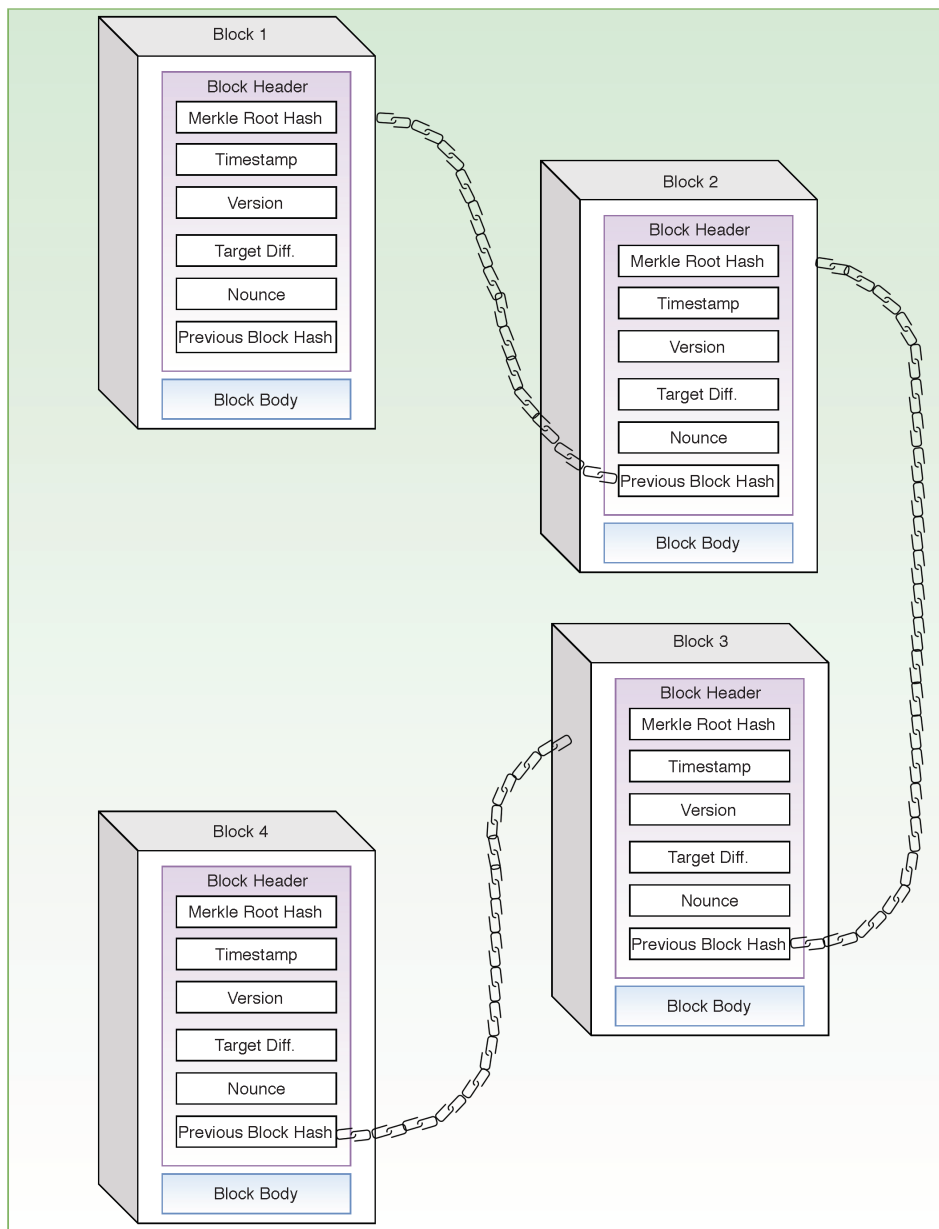 Block 1
Block Header
Merkle Root Hash
Timestamp
Version
Target Diff.
Nounce
Previous Block Hash
Block Body
Block 2
Block Header
Merkle Root Hash
Timestamp
Version
Target Diff.
Nounce
Previous Block Hash
Block Body
Block 3
Block Header
Merkle Root Hash
Timestamp
Version
Target Diff.
Nounce
Previous Block Hash
Block Body
Block 4
Block Header
Merkle Root Hash
Timestamp
Version
Target Diff.
Nounce
Previous Block Hash
Block Body